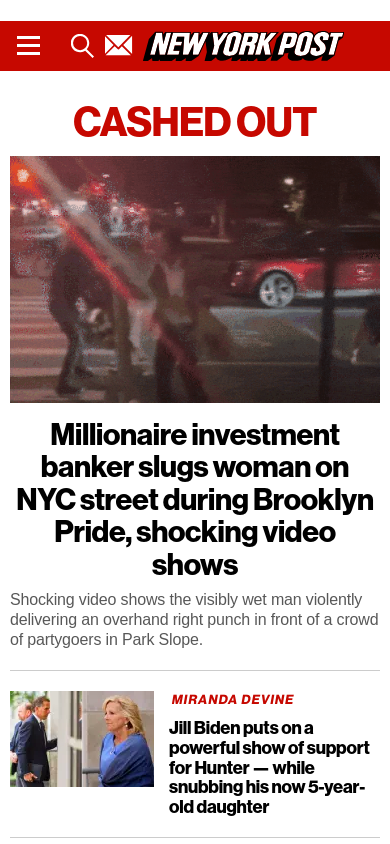 NEW YORK POST
CASHED OUT
Millionaire investment
banker slugs woman on
NYC street during Brooklyn
Pride, shocking video
shows
Shocking video shows the visibly wet man violently
delivering an overhand right punch in front of a crowd
of partygoers in Park Slope.
MIRANDA DEVINE
Jill Biden puts on a
powerful show of support
for Hunter — while
snubbing his now 5-year-
old daughter